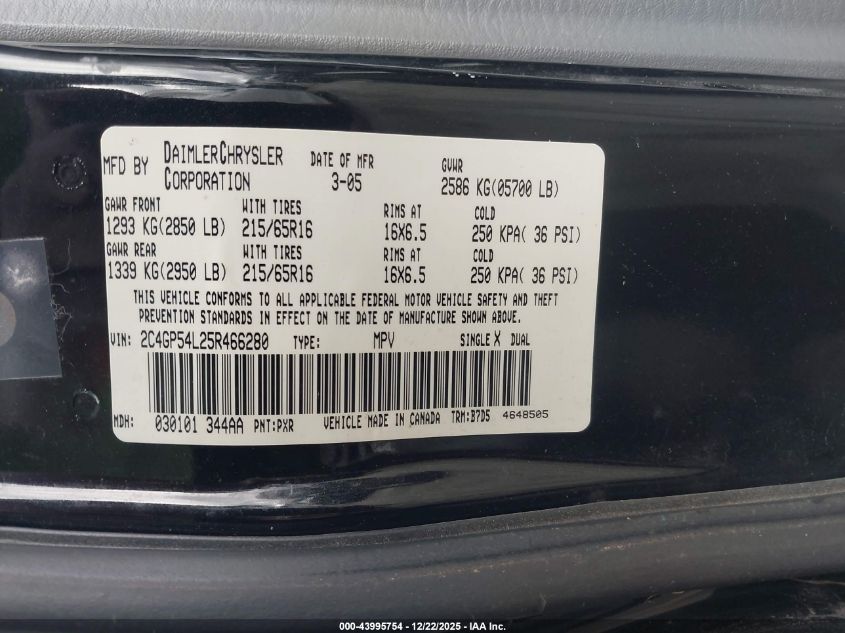 MFD BY DAIMLERCHRYSLER CORPORATION DATE OF MFR 3-05 GVWR 2586 KG(05700 LB)
GAWR FRONT WITH TIRES RIMS AT COLD
1293 KG(2850 LB) 215/65R16 16X6.5 250 KPA( 36 PSI)
GAWR REAR WITH TIRES RIMS AT COLD
1339 KG(2950 LB) 215/65R16 16X6.5 250 KPA( 36 PSI)
THIS VEHICLE CONFORMS TO ALL APPLICABLE FEDERAL MOTOR VEHICLE SAFETY AND THEFT
PREVENTION STANDARDS IN EFFECT ON THE DATE OF MANUFACTURE SHOWN ABOVE.
VIN: 2C4GP54L25R466280 TYPE: MPV SINGLE X DUAL
MDH: 030101 344AA PNT:PXR VEHICLE MADE IN CANADA TRM:B7D5 4648505
000-43995754 - 12/22/2025 - IAA Inc.